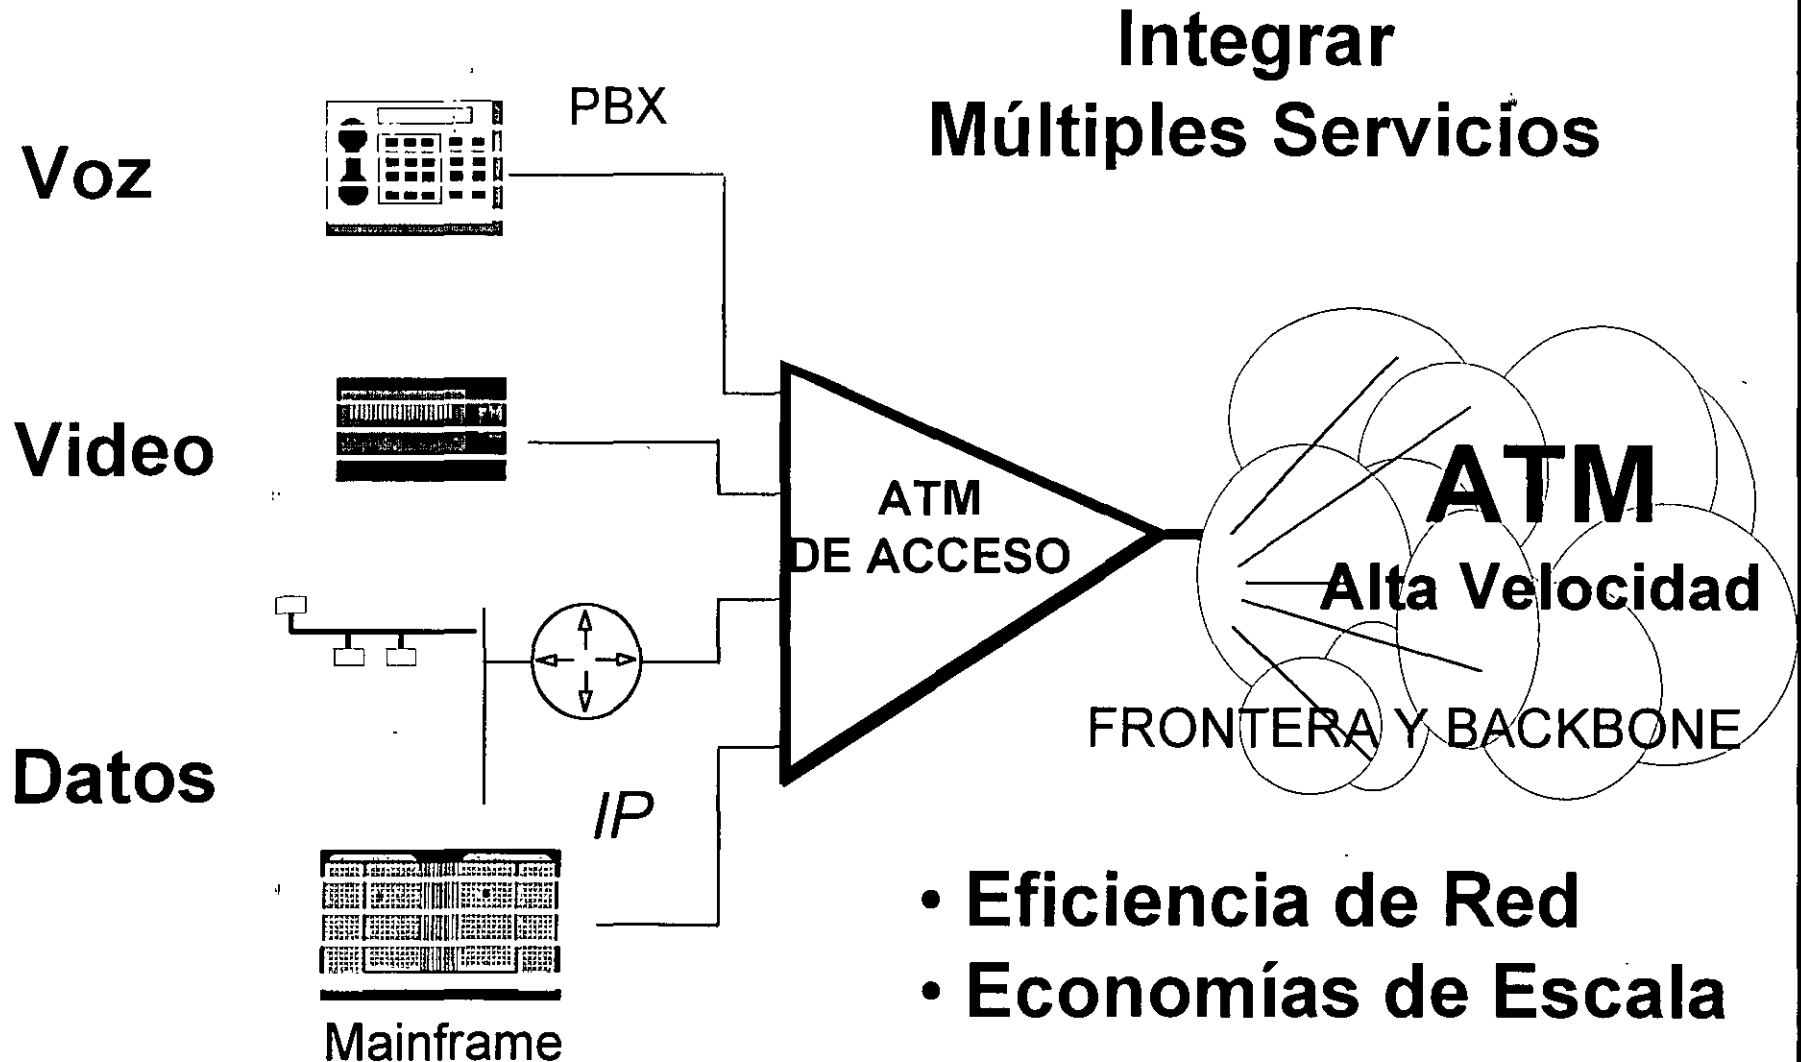 Integrar
Múltiples Servicios
PBX
Voz
Video
ATM
DE ACCESO
ATM
Alta Velocidad
FRONTERA Y BACKBONE
Datos
IP
Mainframe
• Eficiencia de Red
• Economías de Escala